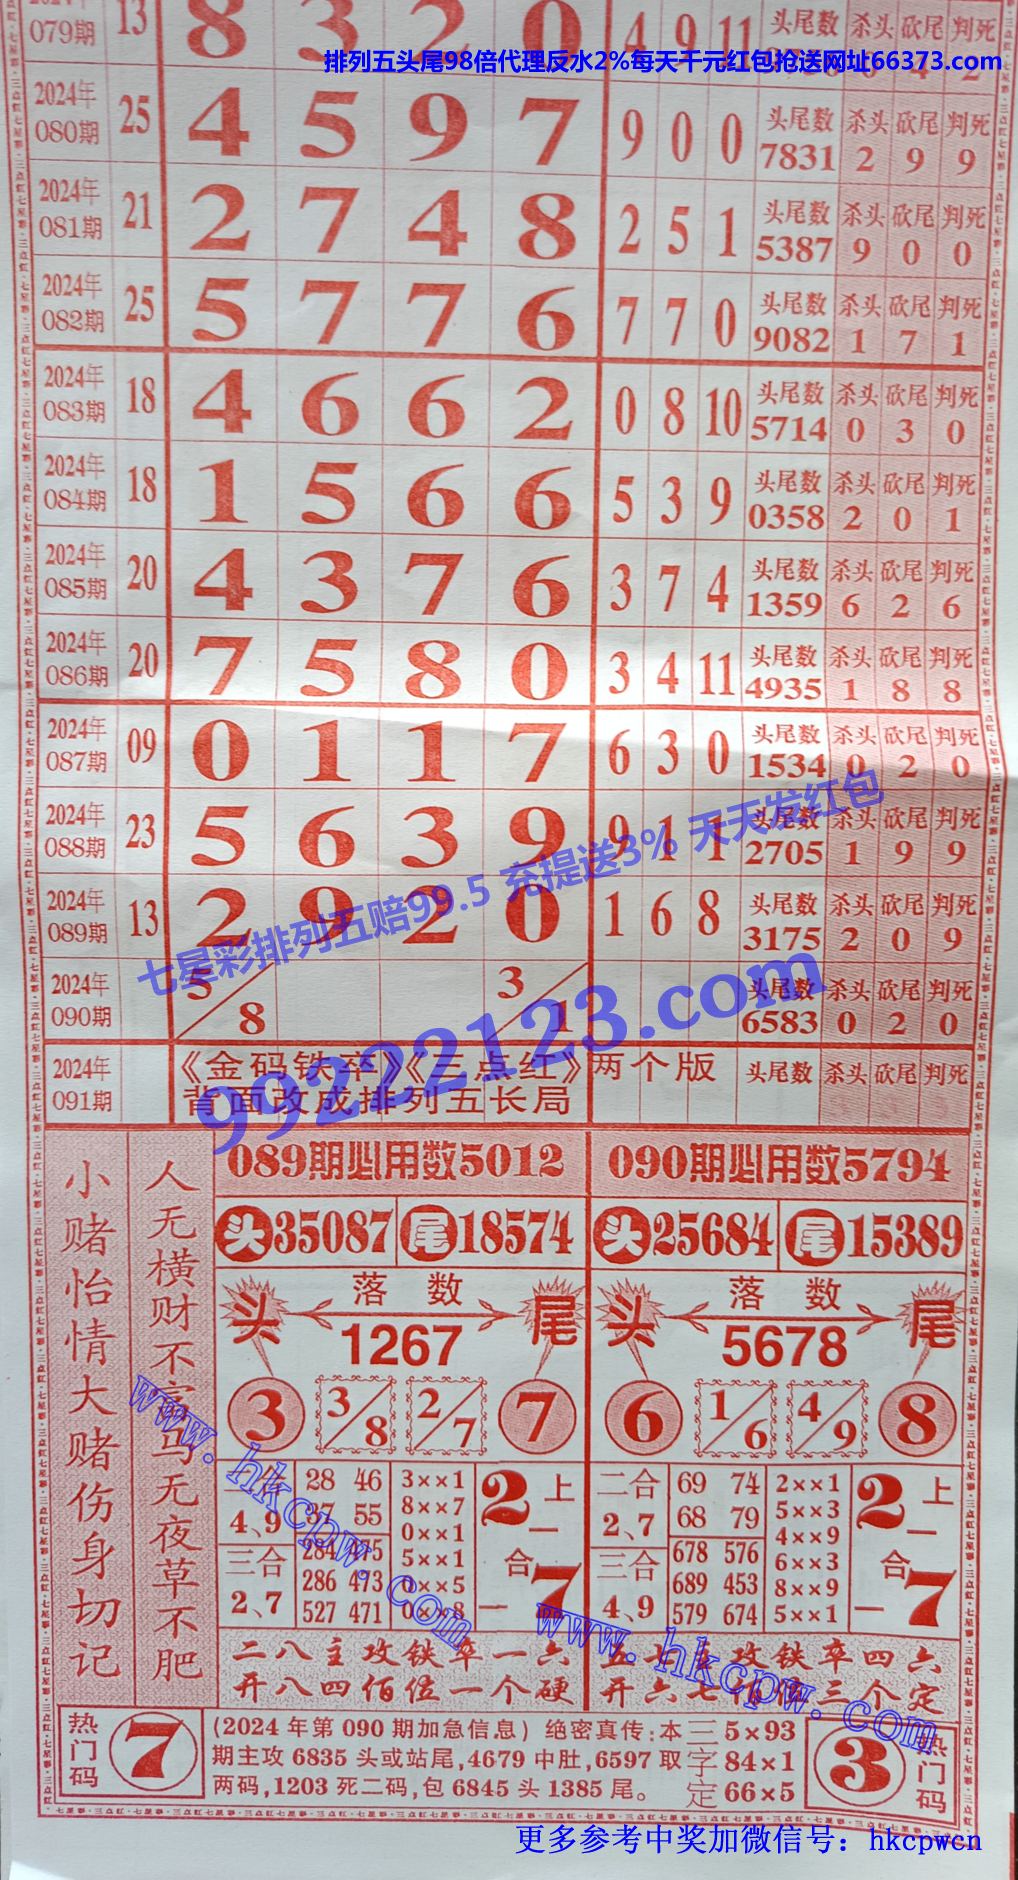 079期 13 8 3 2 0 4 9 11 头尾数 杀头 砍尾 判死
排列五头尾98倍代理反水2%每天千元红包抢送网址66373.com
2024年 080期 25 4 5 9 7 9 0 0 头尾数 7831 杀头 2 砍尾 9 判死 9
2024年 081期 21 2 7 4 8 2 5 1 头尾数 5387 杀头 9 砍尾 0 判死 0
2024年 082期 25 5 7 7 6 7 7 0 头尾数 9082 杀头 1 砍尾 7 判死 1
2024年 083期 18 4 6 6 2 0 8 10 头尾数 5714 杀头 0 砍尾 3 判死 0
2024年 084期 18 1 5 6 6 5 3 9 头尾数 0358 杀头 2 砍尾 0 判死 1
2024年 085期 20 4 3 7 6 3 7 4 头尾数 1359 杀头 6 砍尾 2 判死 6
2024年 086期 20 7 5 8 0 3 4 11 头尾数 4935 杀头 1 砍尾 8 判死 8
2024年 087期 09 0 1 1 7 6 3 0 头尾数 1534 杀头 0 砍尾 2 判死 0
2024年 088期 23 5 6 3 9 9 1 1 头尾数 2705 杀头 1 砍尾 9 判死 9
2024年 089期 13 2 9 2 0 1 6 8 头尾数 3175 杀头 2 砍尾 0 判死 9
七星彩排列五赔99.5 充提送3% 天天发红包
2024年 090期 5/8 3/1 头尾数 6583 杀头 0 砍尾 2 判死 0
99222123.com
2024年 091期 《金码铁卒》《三点红》两个版 头尾数 杀头 砍尾 判死
背面改成排列五长局
小赌怡情大赌伤身切记
人无横财不富马无夜草不肥
089期必用数5012
头35087 尾18574
头 落数 尾
1267
3 3/8 2/7 7
4、9 28 46 3××1 2 上
37 55 8××7
0××1
三合 5××1 合
2、7 286 473 7
527 471
二八主攻铁卒一六
开八四佰位一个硬
090期必用数5794
头25684 尾15389
头 落数 尾
5678
6 1/6 4/9 8
二合 69 74 2××1 2 上
2、7 68 79 5××3 一
4××9
三合 678 576 6××3 合
4、9 689 453 8××9 一 7
579 674 5××1
攻铁卒四六
开六七佰位三个定
www.hkcpw.com
www.hkcpw.com
热门码 7
(2024年第090期加急信息) 绝密真传:本
期主攻6835头或站尾,4679中肚,6597取
两码,1203死二码,包6845头1385尾。
三字定 5×93
84×1
66×5
3 热门码
更多参考中奖加微信号：hkcpwcn